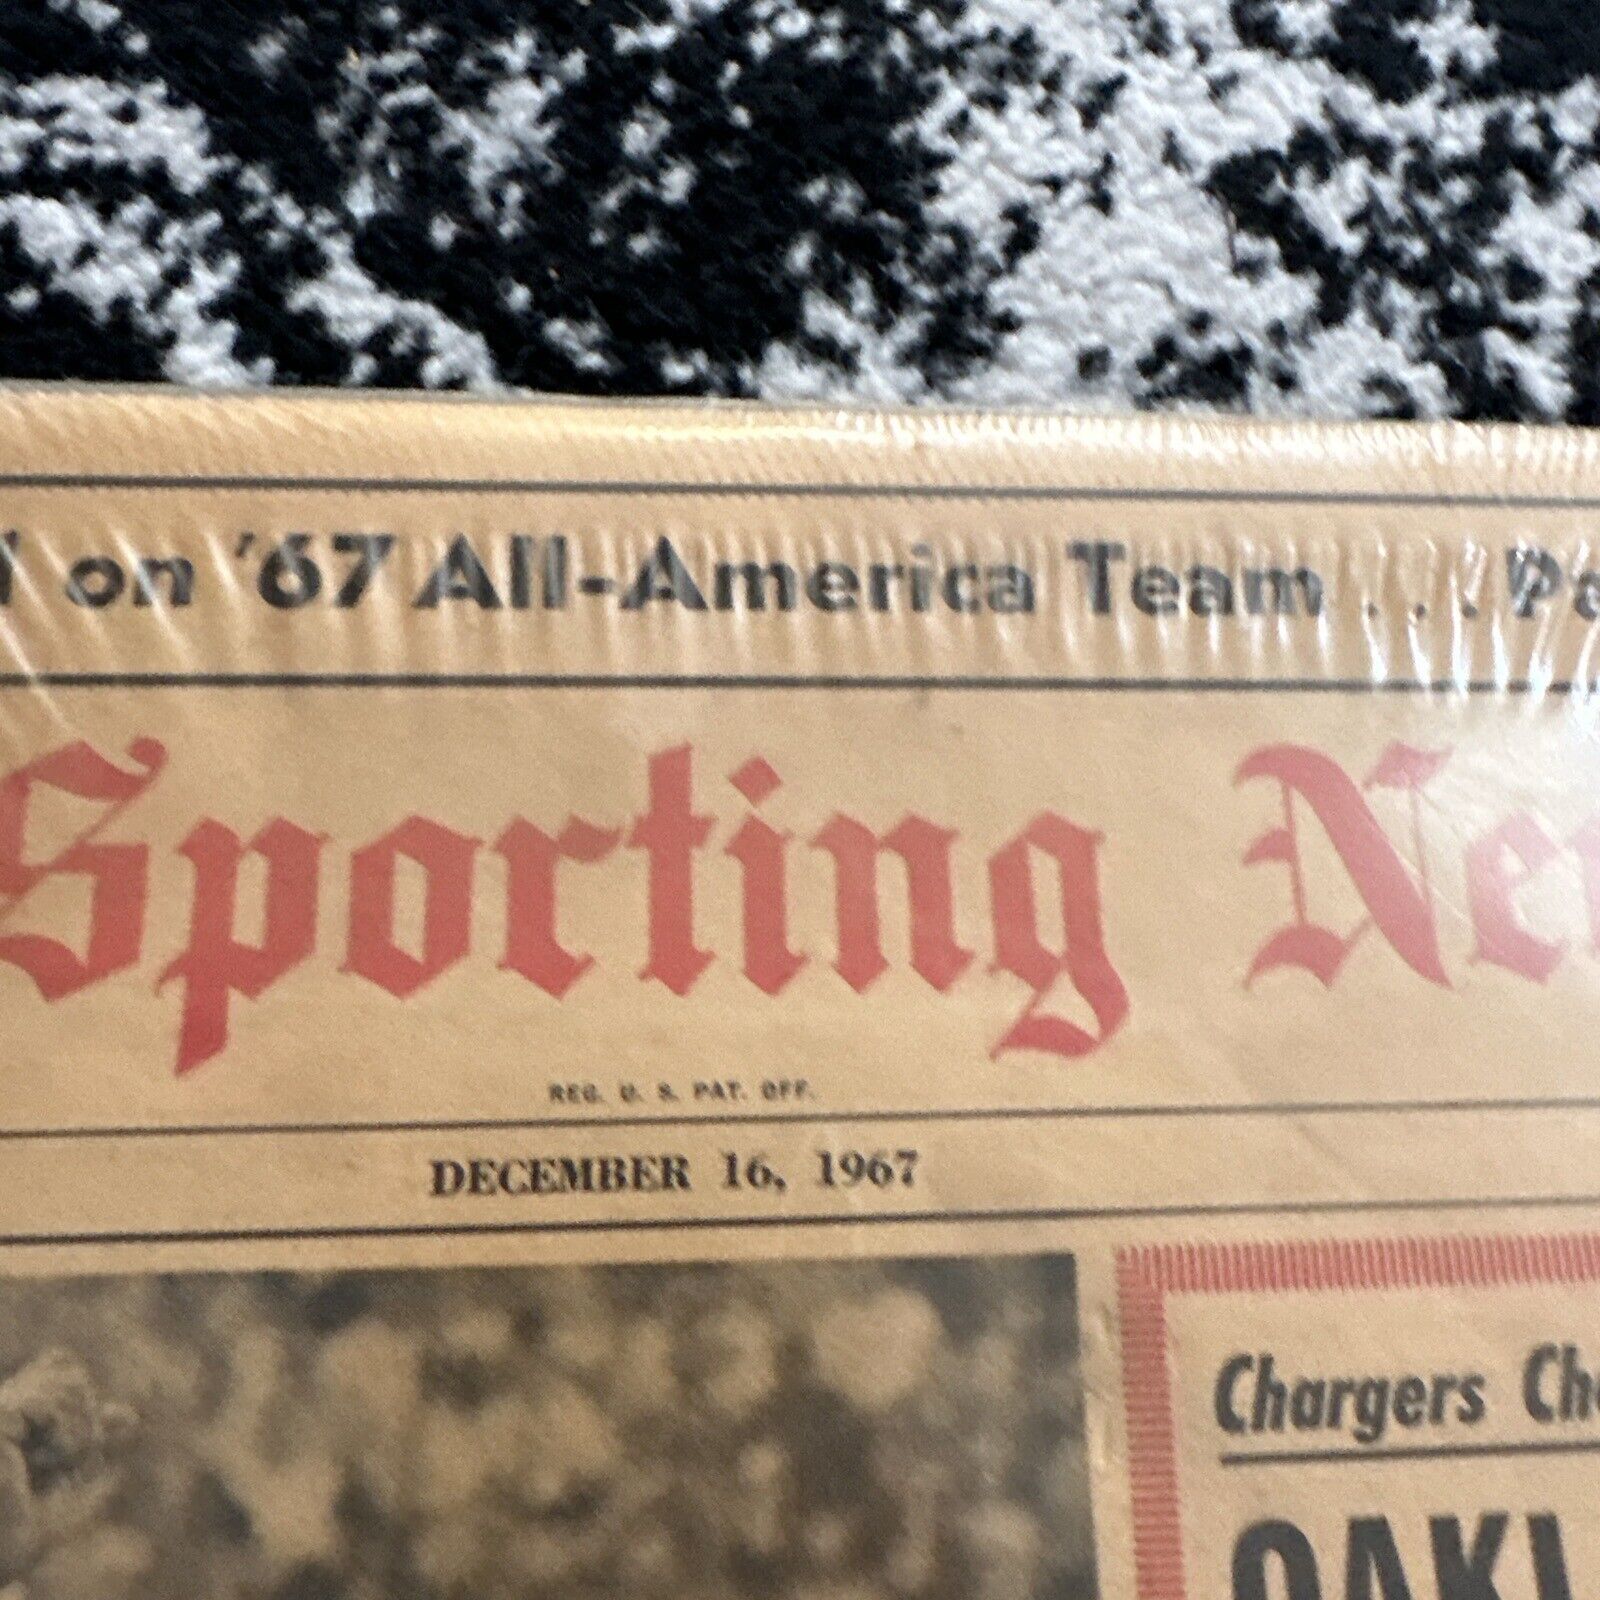 on '67 All-America Team . . .
Sporting
REG. U. S. PAT. OFF.
DECEMBER 16, 1967
Chargers